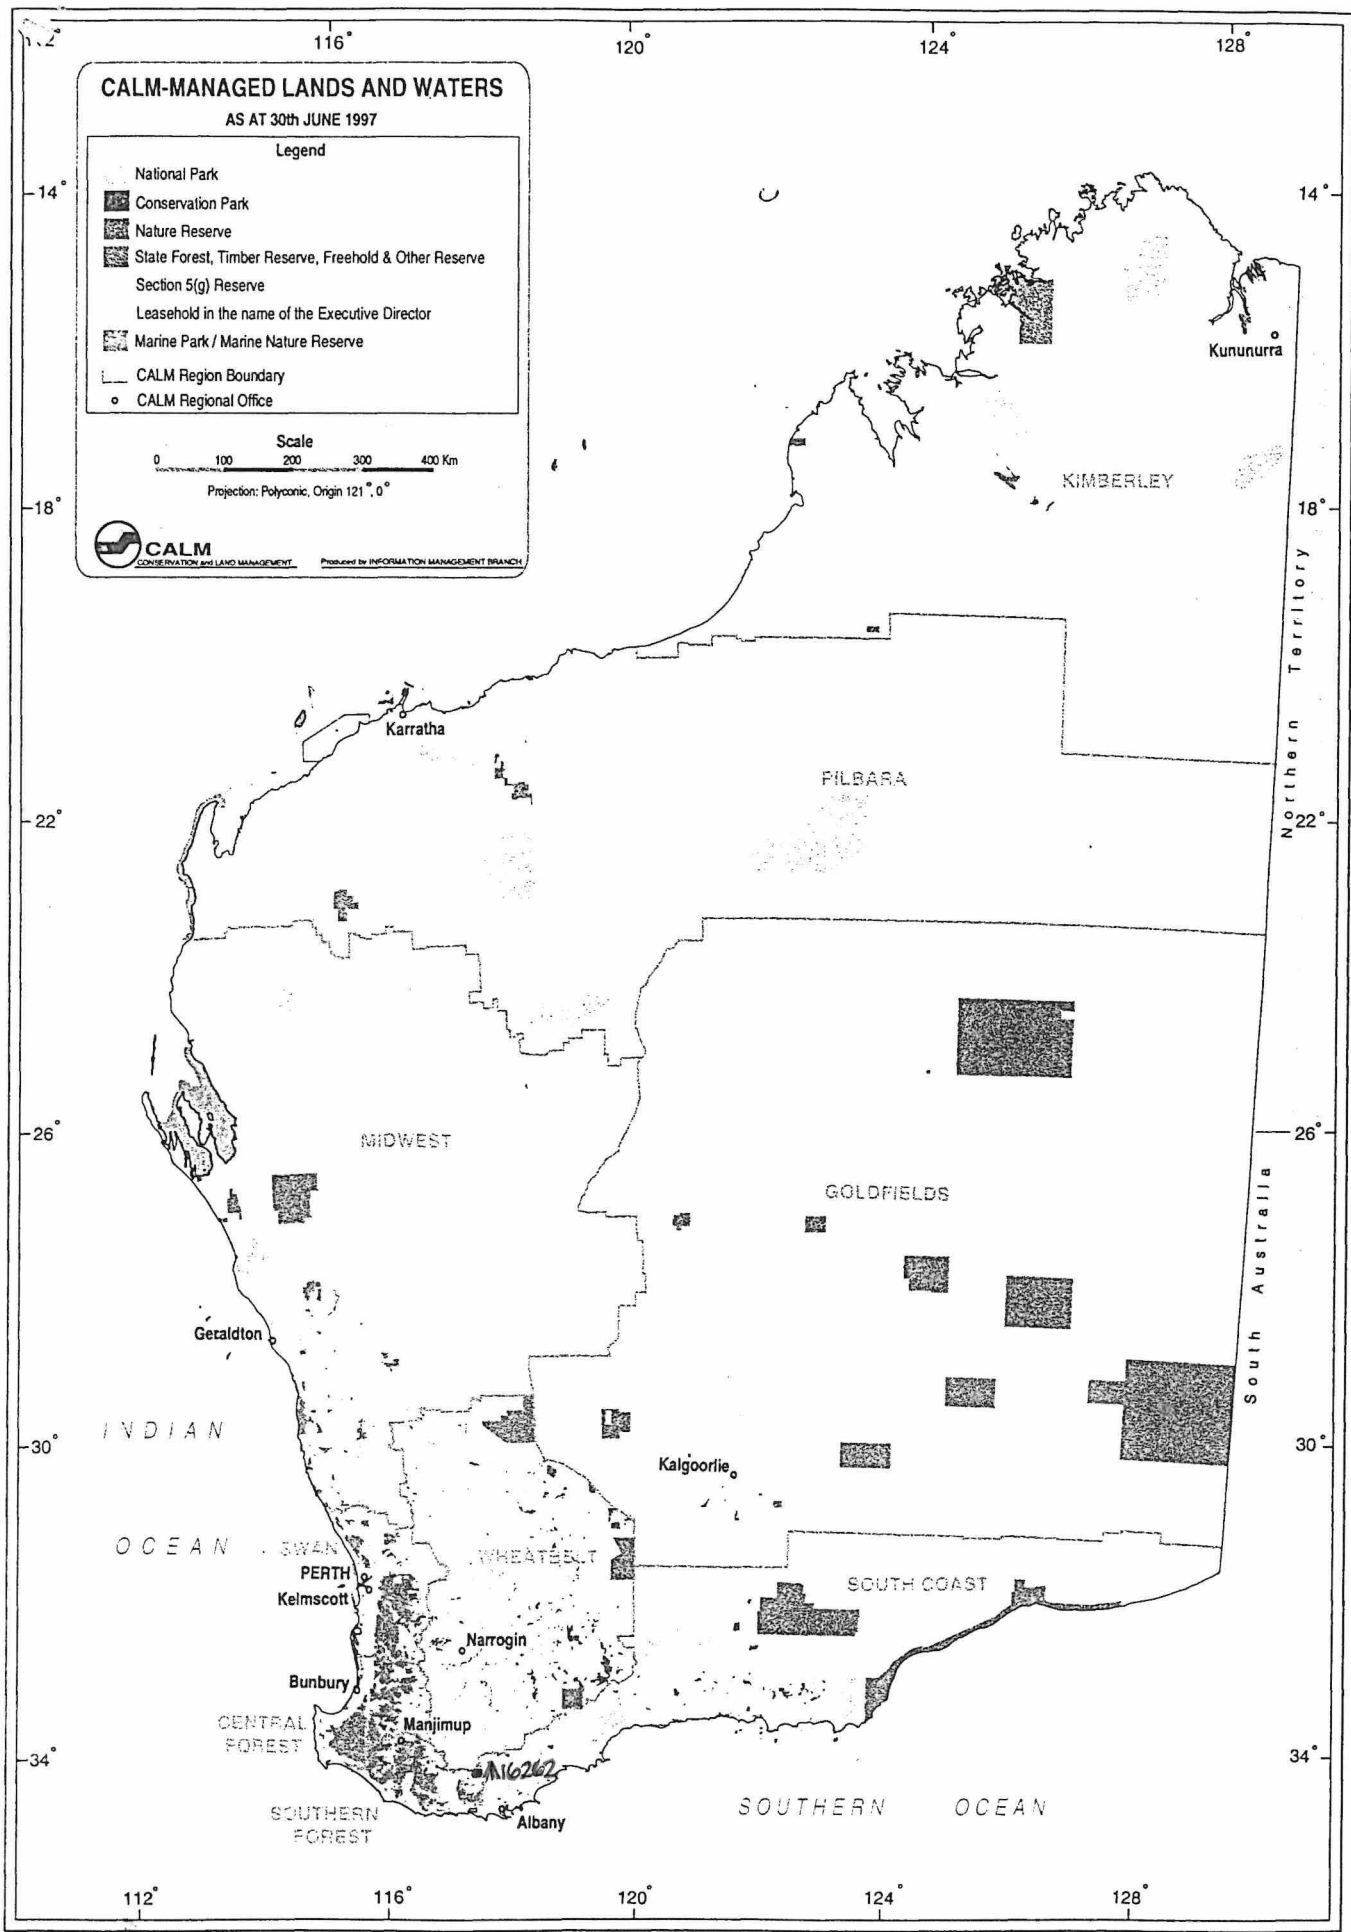 116° 120° 124° 128°
CALM-MANAGED LANDS AND WATERS
AS AT 30th JUNE 1997
Legend
National Park
Conservation Park
Nature Reserve
State Forest, Timber Reserve, Freehold & Other Reserve
Section 5(g) Reserve
Leasehold in the name of the Executive Director
Marine Park / Marine Nature Reserve
CALM Region Boundary
CALM Regional Office
Scale
0 100 200 300 400 Km
Projection: Polyconic, Origin 121°, 0°
CALM
CONSERVATION and LAND MANAGEMENT Produced by INFORMATION MANAGEMENT BRANCH
14° 14°
Kununurra
KIMBERLEY
18° 18°
Northern Territory
Karratha
PILBARA
22° 22°
MIDWEST
26° 26°
GOLDFIELDS
South Australia
Geraldton
INDIAN
30° 30°
Kalgoorlie
OCEAN
SWAN
WHEATBELT
PERTH
Kelmscott
SOUTH COAST
Narrogin
Bunbury
CENTRAL
FOREST
Manjimup
34° 34°
A16262
SOUTHERN
FOREST
Albany
SOUTHERN OCEAN
112° 116° 120° 124° 128°